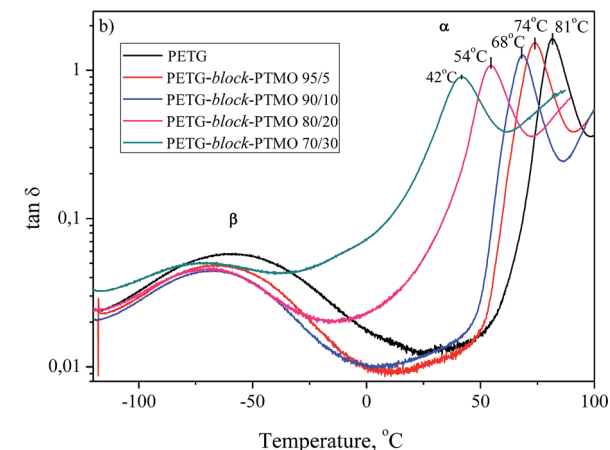 b)
α
81°C
74°C
68°C
54°C
42°C
PETG
PETG-block-PTMO 95/5
PETG-block-PTMO 90/10
PETG-block-PTMO 80/20
PETG-block-PTMO 70/30
β
tan δ
1
0,1
0,01
-100
-50
0
50
100
Temperature, °C